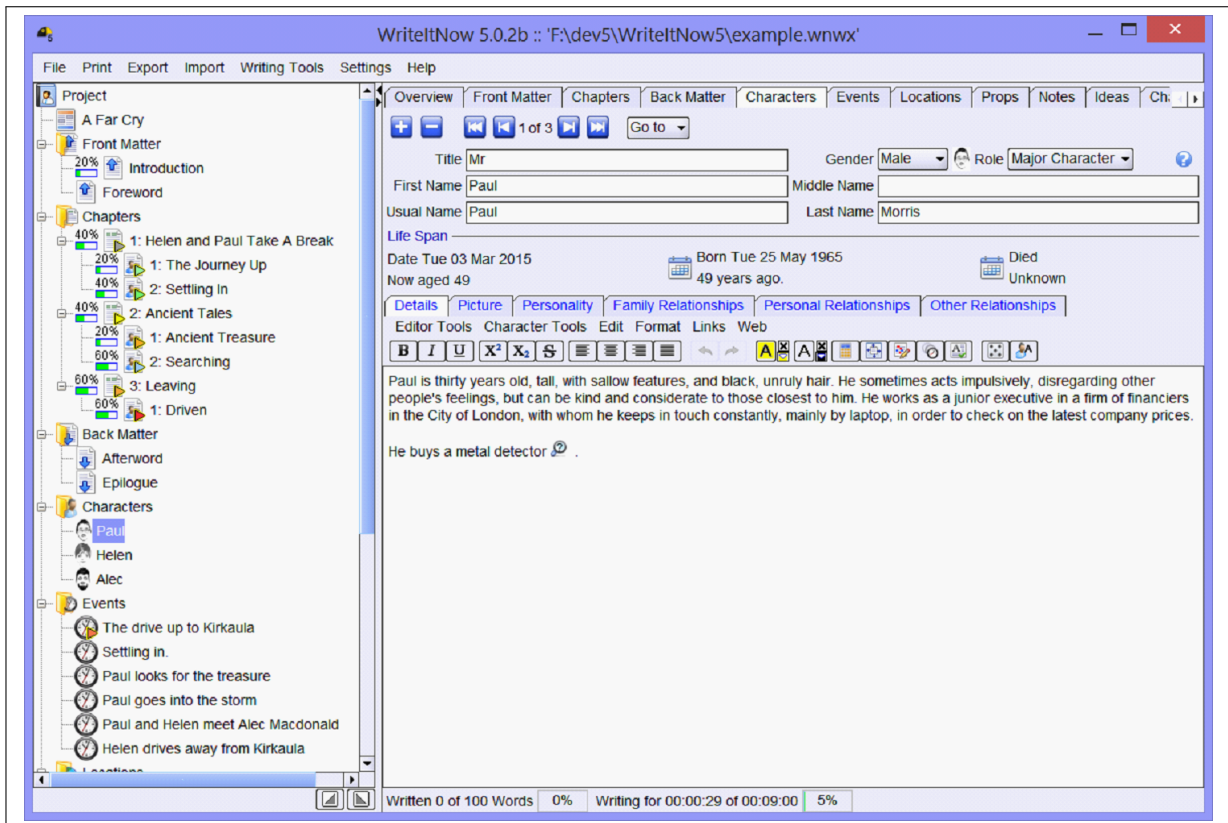 WriteItNow 5.0.2b :: 'F:\dev5\WriteItNow5\example.wnwx'
File Print Export Import Writing Tools Settings Help
Project
A Far Cry
Front Matter
20% Introduction
Foreword
Chapters
40% 1: Helen and Paul Take A Break
20% 1: The Journey Up
40% 2: Settling In
40% 2: Ancient Tales
20% 1: Ancient Treasure
60% 2: Searching
60% 3: Leaving
60% 1: Driven
Back Matter
Afterword
Epilogue
Characters
Paul
Helen
Alec
Events
The drive up to Kirkaula
Settling in.
Paul looks for the treasure
Paul goes into the storm
Paul and Helen meet Alec Macdonald
Helen drives away from Kirkaula
Locations
Overview Front Matter Chapters Back Matter Characters Events Locations Props Notes Ideas
1 of 3 Go to
Title Mr Gender Male Role Major Character
First Name Paul Middle Name
Usual Name Paul Last Name Morris
Life Span
Date Tue 03 Mar 2015 Born Tue 25 May 1965 Died
Now aged 49 49 years ago. Unknown
Details Picture Personality Family Relationships Personal Relationships Other Relationships
Editor Tools Character Tools Edit Format Links Web
B I U X² X₂ S A A
Paul is thirty years old, tall, with sallow features, and black, unruly hair. He sometimes acts impulsively, disregarding other
people's feelings, but can be kind and considerate to those closest to him. He works as a junior executive in a firm of financiers
in the City of London, with whom he keeps in touch constantly, mainly by laptop, in order to check on the latest company prices.
He buys a metal detector .
Written 0 of 100 Words 0% Writing for 00:00:29 of 00:09:00 5%